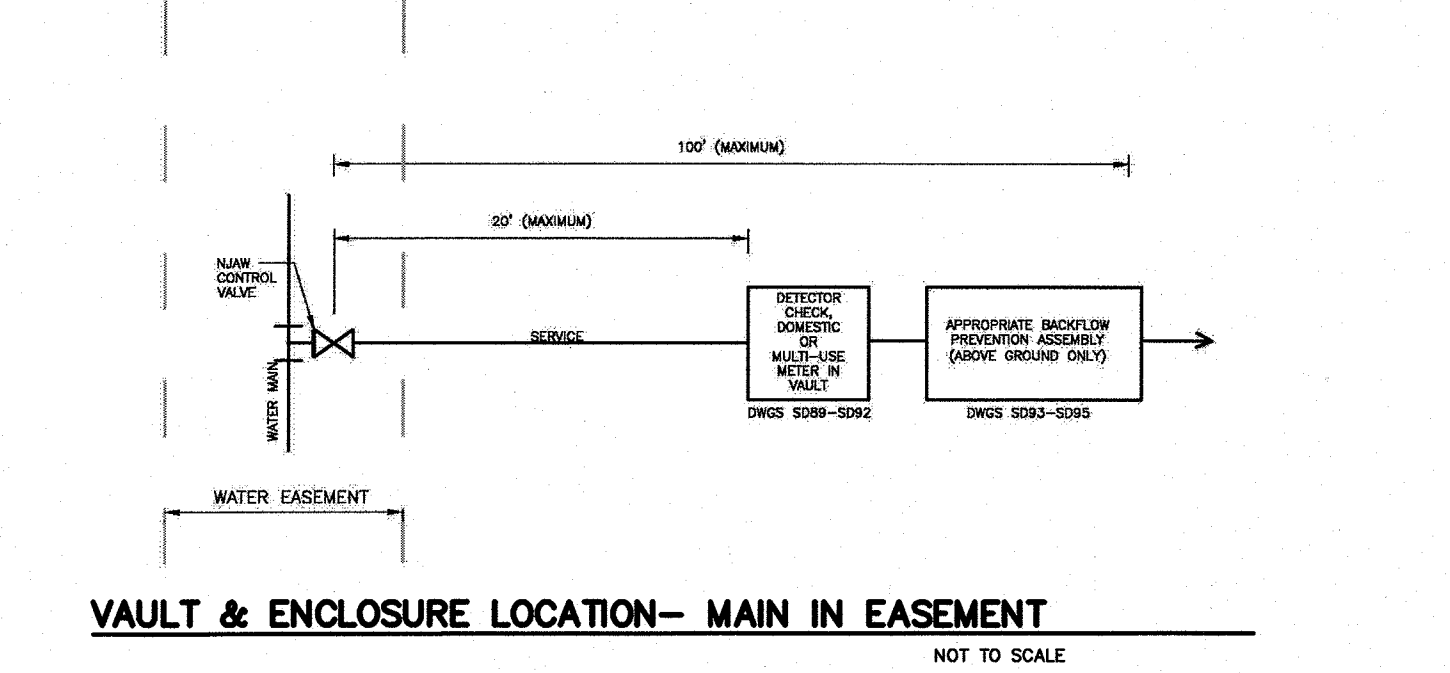 100' (MAXIMUM)
20' (MAXIMUM)
NJAW
CONTROL
VALVE
SERVICE
WATER MAIN
DETECTOR
CHECK,
DOMESTIC
OR
MULTI-USE
METER IN
VAULT
DWGS SD89-SD92
APPROPRIATE BACKFLOW
PREVENTION ASSEMBLY
(ABOVE GROUND ONLY)
DWGS SD93-SD95
WATER EASEMENT
VAULT & ENCLOSURE LOCATION- MAIN IN EASEMENT
NOT TO SCALE